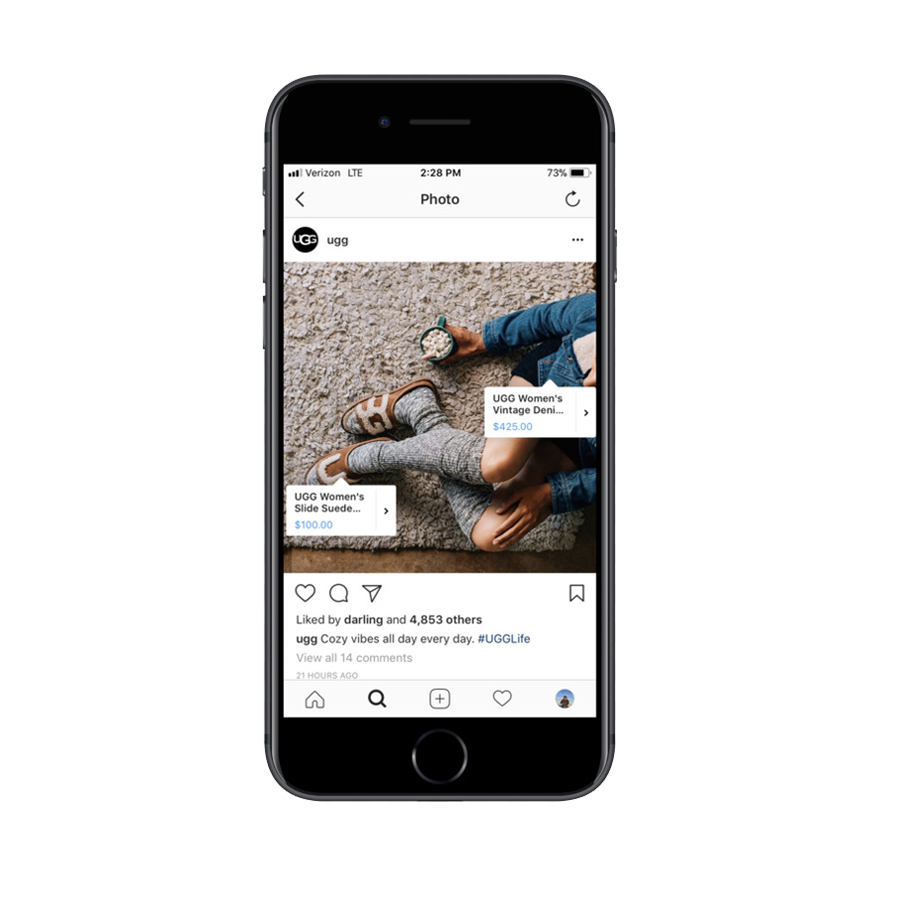 Verizon LTE 2:28 PM 73%
Photo
UGG ugg
UGG
UGG Women's
Vintage Deni...
$425.00
UGG Women's
Slide Suede...
$100.00
Liked by darling and 4,853 others
ugg Cozy vibes all day every day. #UGGLife
View all 14 comments
21 HOURS AGO